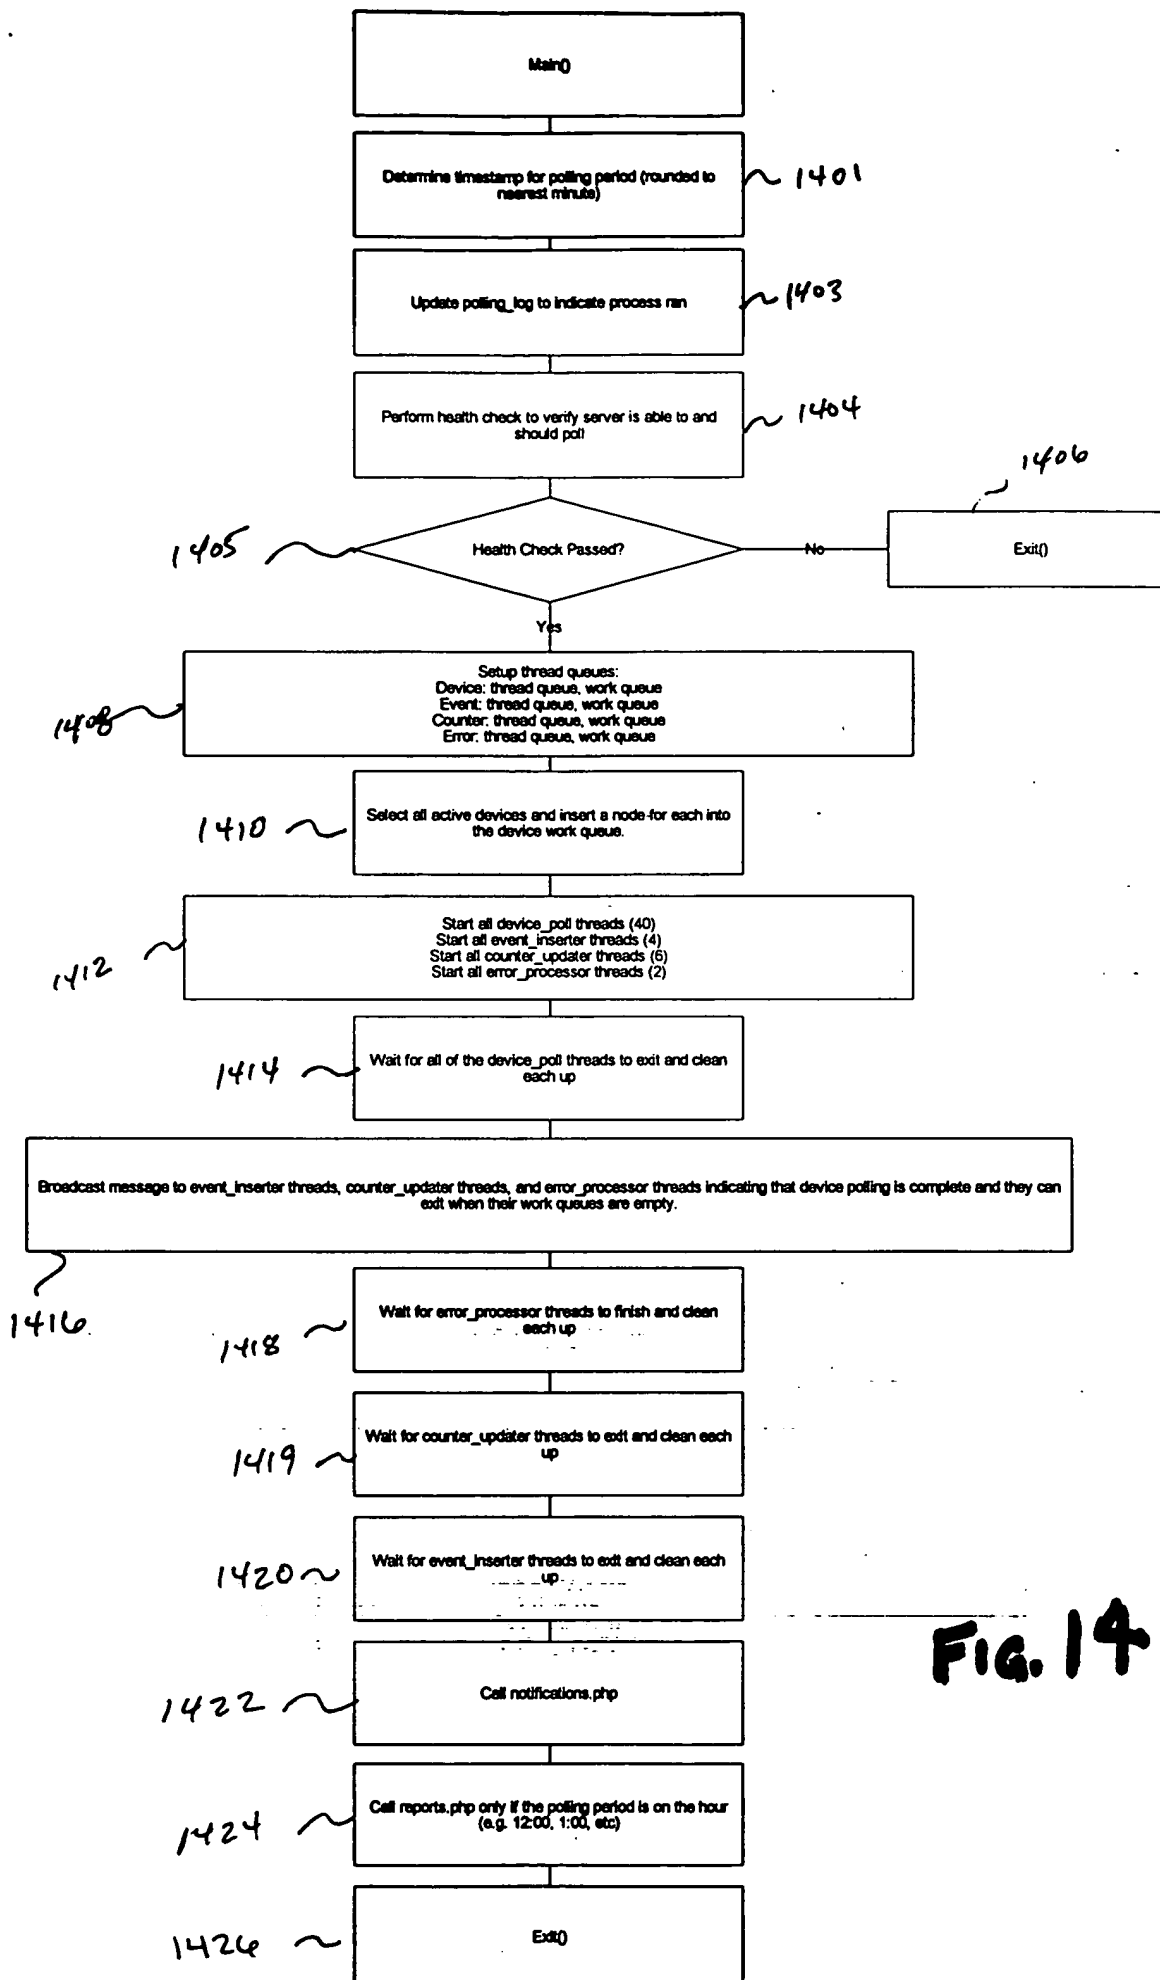 Main()
Determine timestamp for polling period (rounded to
nearest minute)
1401
Update polling_log to indicate process ran
1403
Perform health check to verify server is able to and
should poll
1404
1406
1405
Health Check Passed?
No
Exit()
Yes
Setup thread queues:
Device: thread queue, work queue
Event: thread queue, work queue
Counter: thread queue, work queue
Error: thread queue, work queue
1408
Select all active devices and insert a node for each into
the device work queue.
1410
Start all device_poll threads (40)
Start all event_inserter threads (4)
Start all counter_updater threads (6)
Start all error_processor threads (2)
1412
Wait for all of the device_poll threads to exit and clean
each up
1414
Broadcast message to event_inserter threads, counter_updater threads, and error_processor threads indicating that device polling is complete and they can
exit when their work queues are empty.
1416
Wait for error_processor threads to finish and clean
each up
1418
Wait for counter_updater threads to exit and clean each
up
1419
Wait for event_inserter threads to exit and clean each
up
1420
FIG. 14
Call notifications.php
1422
Call reports.php only if the polling period is on the hour
(e.g. 12:00, 1:00, etc)
1424
Exit()
1426